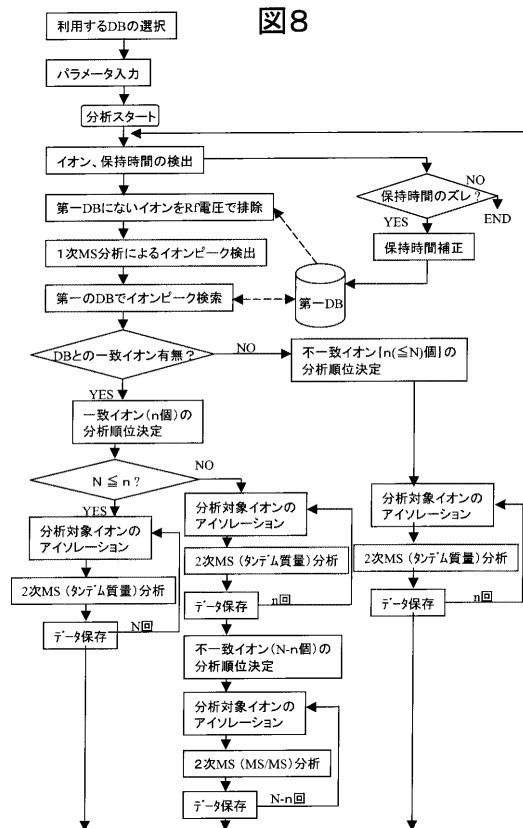 図8
利用するDBの選択
パラメータ入力
分析スタート
イオン、保持時間の検出
保持時間のズレ?
NO
END
YES
保持時間補正
第一DBにないイオンをRf電圧で排除
1次MS分析によるイオンピーク検出
第一のDBでイオンピーク検索
第一DB
DBとの一致イオン有無?
NO
不一致イオン[n(≦N)個]の
分析順位決定
YES
一致イオン(n個)の
分析順位決定
N ≦ n ?
NO
YES
分析対象イオンの
アイソレーション
2次MS (タンデム質量)分析
データ保存
N回
分析対象イオンの
アイソレーション
2次MS (タンデム質量)分析
データ保存
n回
不一致イオン(N-n個)の
分析順位決定
分析対象イオンの
アイソレーション
2次MS (MS/MS)分析
データ保存
N-n回
分析対象イオンの
アイソレーション
2次MS (タンデム質量)分析
データ保存
n回